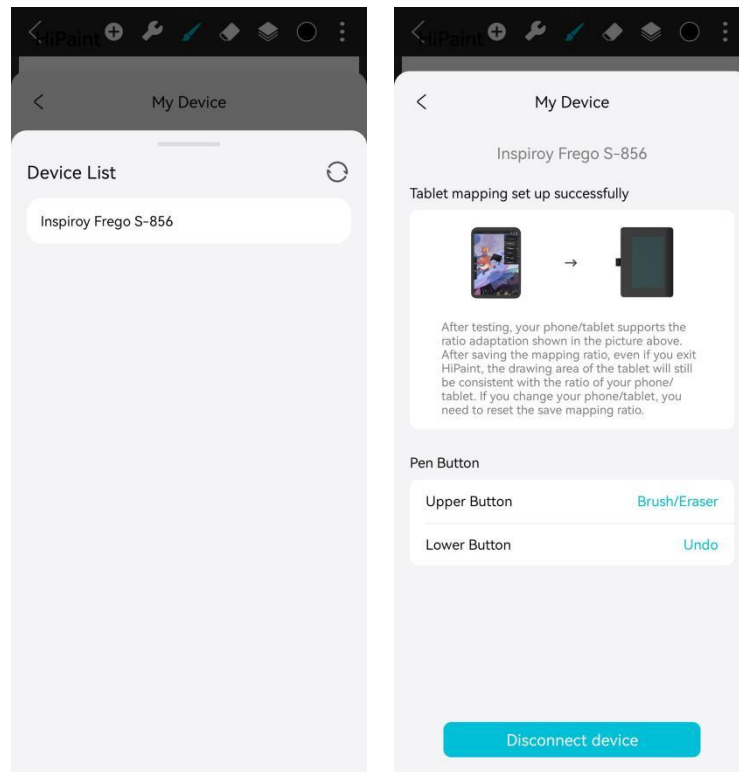 HiPaint
My Device
Device List
Inspiroy Frego S-856
HiPaint
My Device
Inspiroy Frego S-856
Tablet mapping set up successfully
After testing, your phone/tablet supports the
ratio adaptation shown in the picture above.
After saving the mapping ratio, even if you exit
HiPaint, the drawing area of the tablet will still
be consistent with the ratio of your phone/
tablet. If you change your phone/tablet, you
need to reset the save mapping ratio.
Pen Button
Upper Button Brush/Eraser
Lower Button Undo
Disconnect device